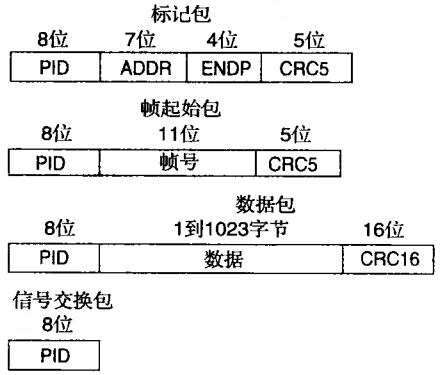 标记包
8位 7位 4位 5位
PID ADDR ENDP CRC5
帧起始包
8位 11位 5位
PID 帧号 CRC5
数据包
8位 1到1023字节 16位
PID 数据 CRC16
信号交换包
8位
PID